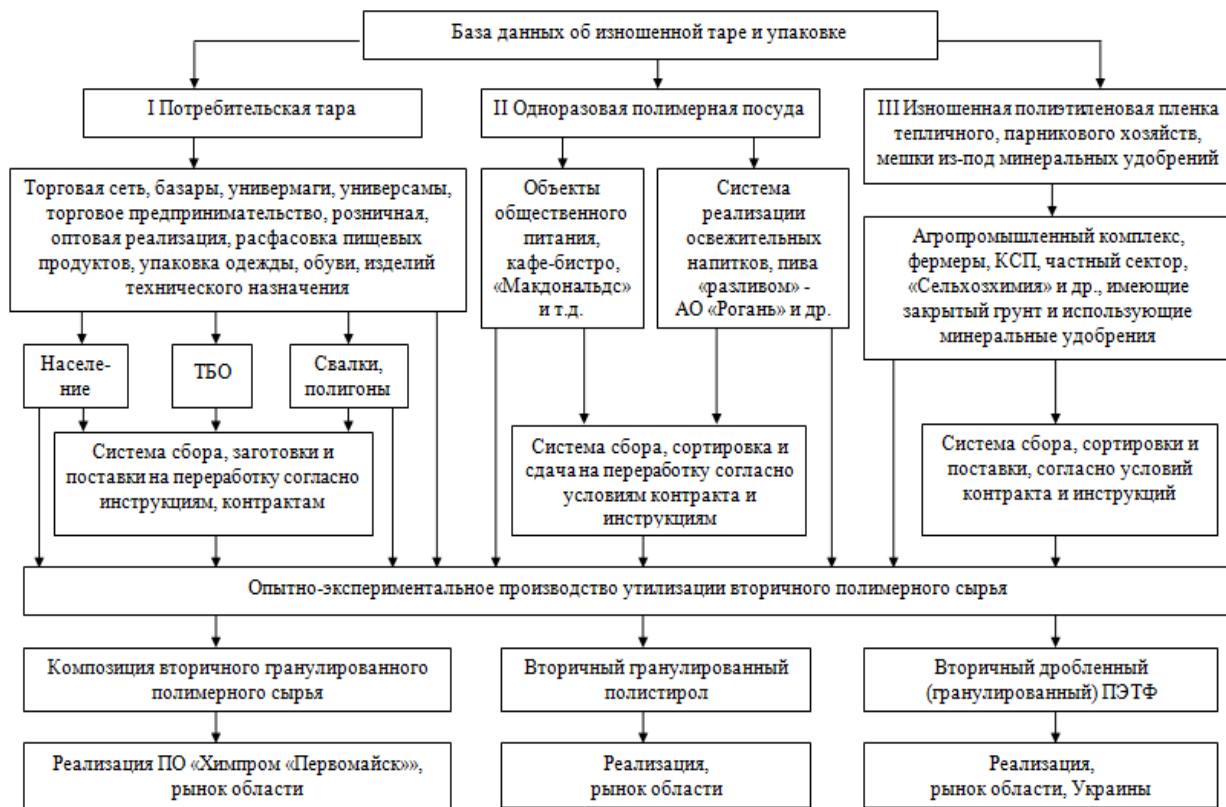 База данных об изношенной таре и упаковке
I Потребительская тара
II Одноразовая полимерная посуда
III Изношенная полиэтиленовая пленка
тепличного, парникового хозяйств,
мешки из-под минеральных удобрений
Торговая сеть, базары, универмаги, универсамы,
торговое предпринимательство, розничная,
оптовая реализация, расфасовка пищевых
продуктов, упаковка одежды, обуви, изделий
технического назначения
Объекты
общественного
питания,
кафе-бистро,
«Макдональдс»
и т.д.
Система
реализации
освежительных
напитков, пива
«разливом» -
АО «Рогань» и др.
Агропромышленный комплекс,
фермеры, КСП, частный сектор,
«Сельхозхимия» и др., имеющие
закрытый грунт и использующие
минеральные удобрения
Населе-
ние
ТБО
Свалки,
полигоны
Система сбора, заготовки и
поставки на переработку согласно
инструкциям, контрактам
Система сбора, сортировка и
сдача на переработку согласно
условиям контракта и
инструкциям
Система сбора, сортировки и
поставки, согласно условий
контракта и инструкций
Опытно-экспериментальное производство утилизации вторичного полимерного сырья
Композиция вторичного гранулированного
полимерного сырья
Вторичный гранулированный
полистирол
Вторичный дробленный
(гранулированный) ПЭТФ
Реализация ПО «Химпром «Первомайск»»,
рынок области
Реализация,
рынок области
Реализация,
рынок области, Украины